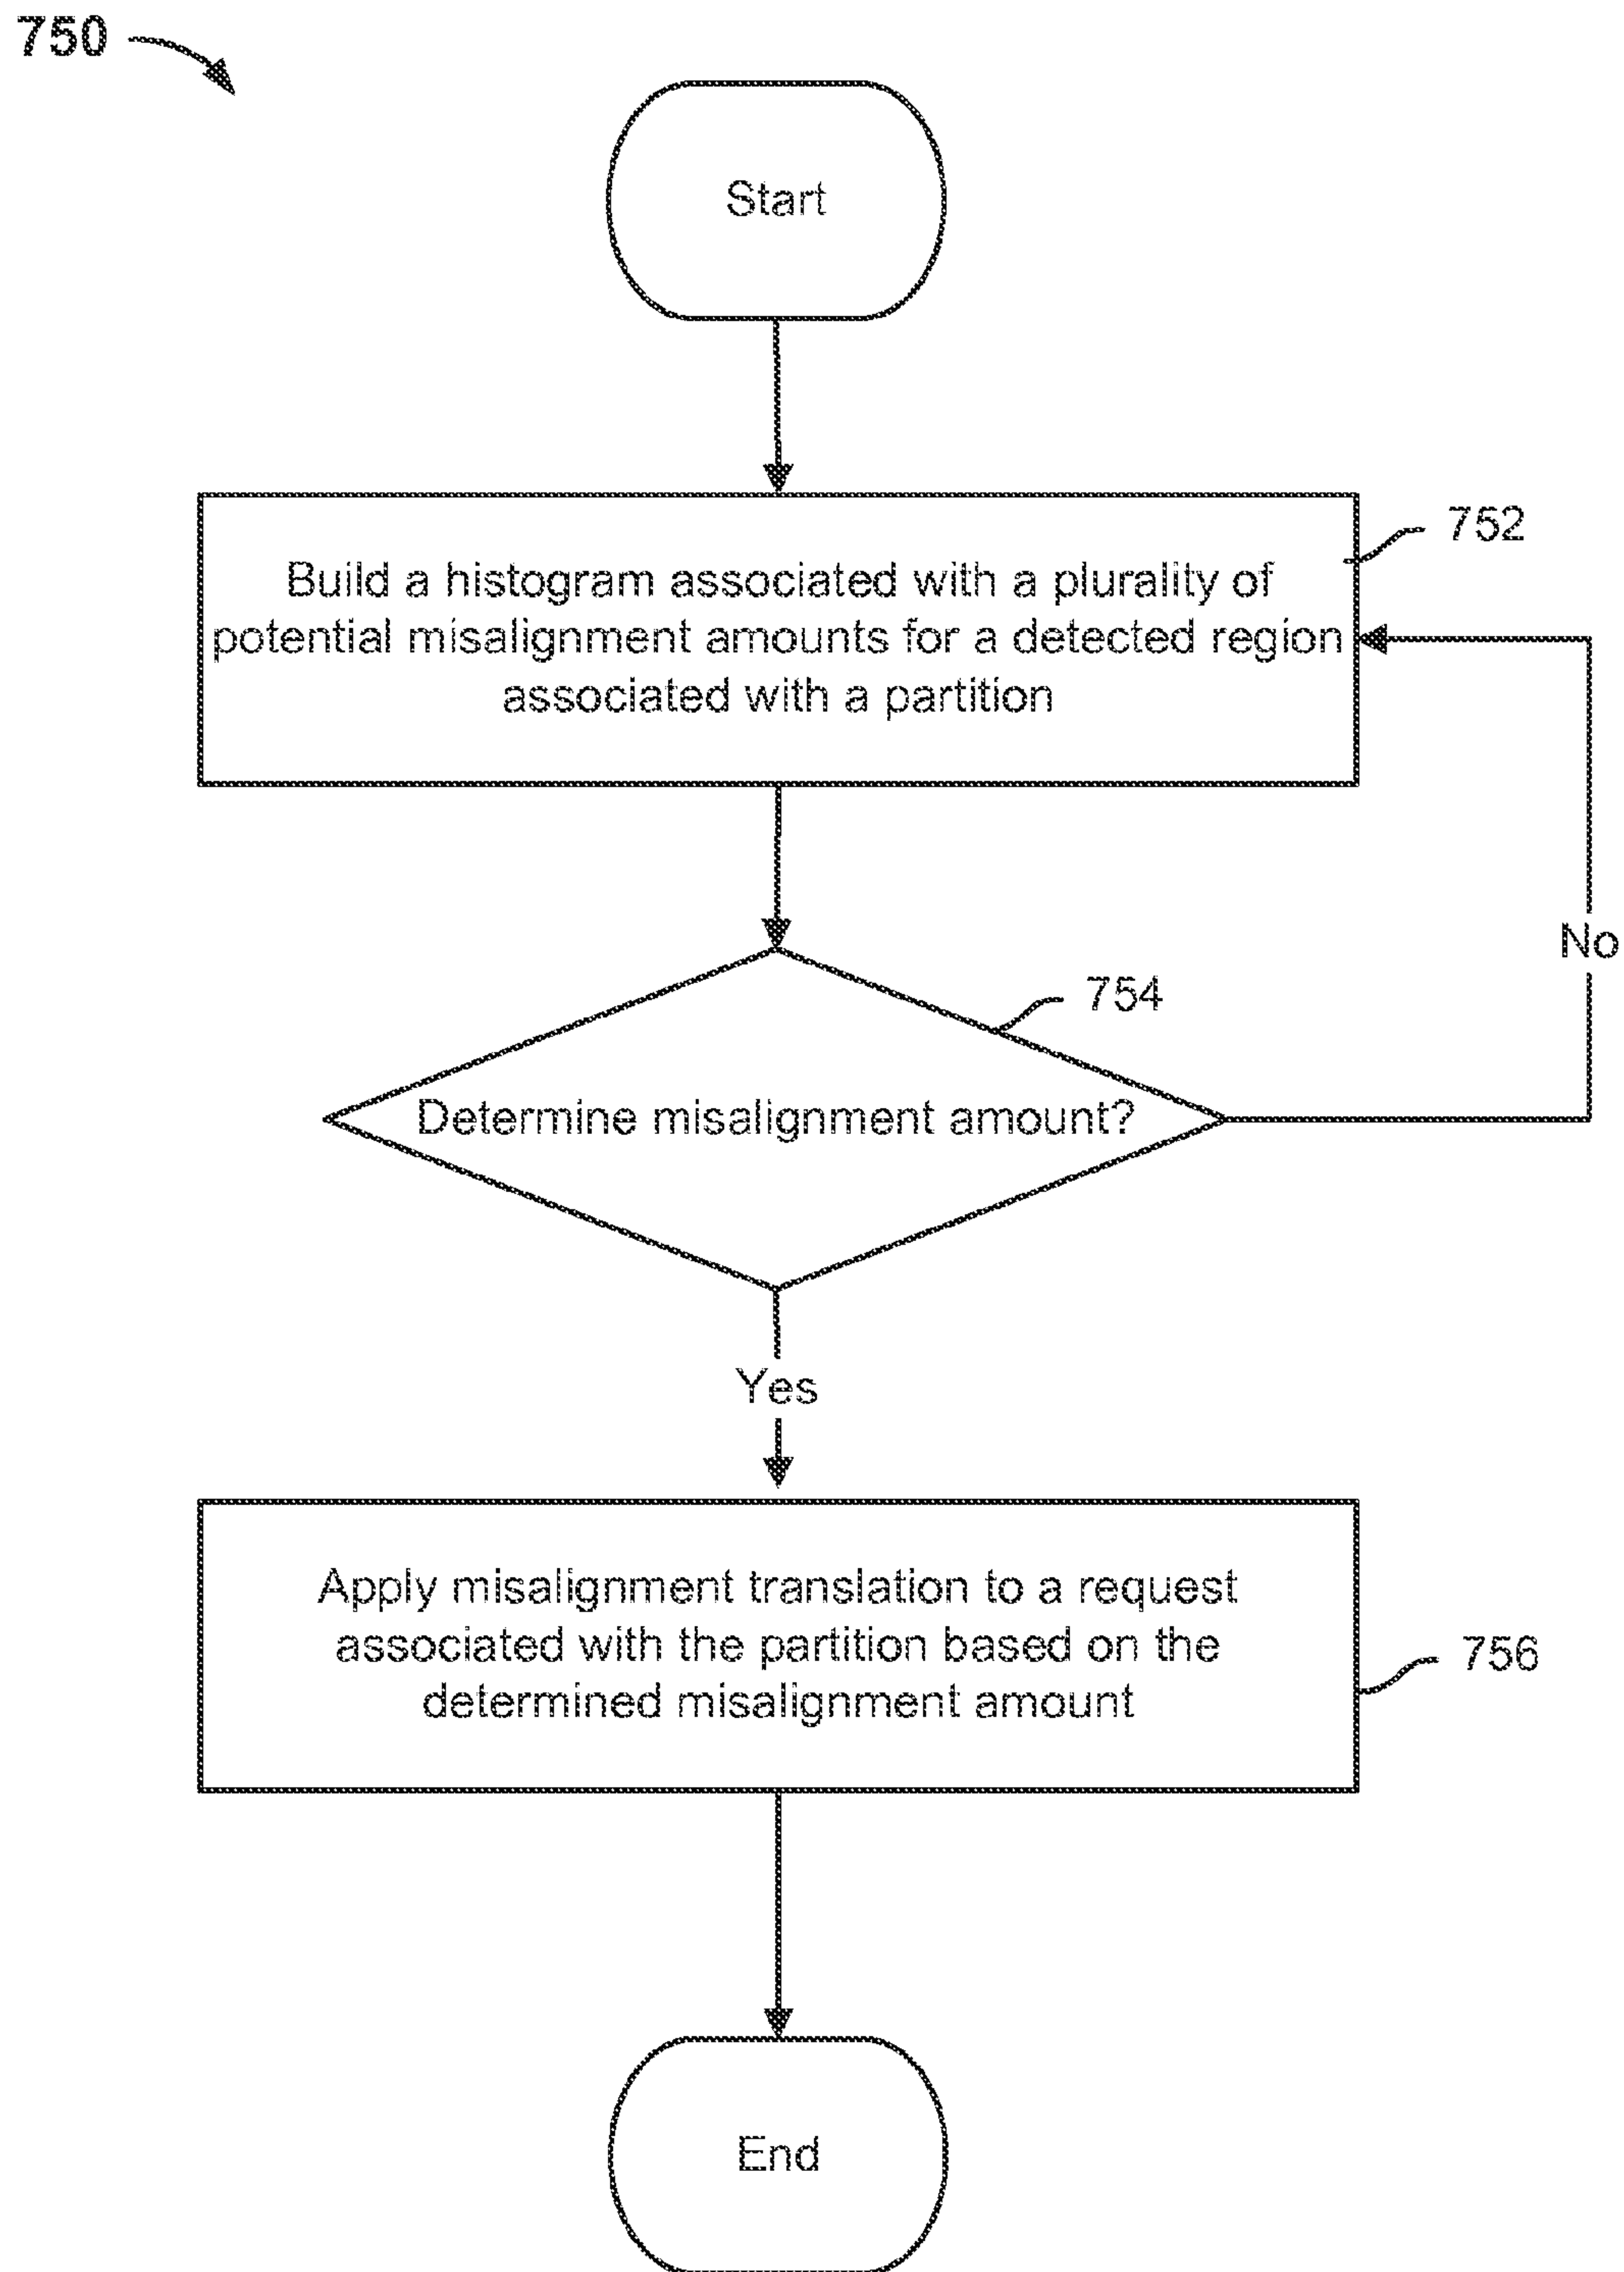 750
Start
752
Build a histogram associated with a plurality of
potential misalignment amounts for a detected region
associated with a partition
No
754
Determine misalignment amount?
Yes
Apply misalignment translation to a request
associated with the partition based on the
determined misalignment amount
756
End